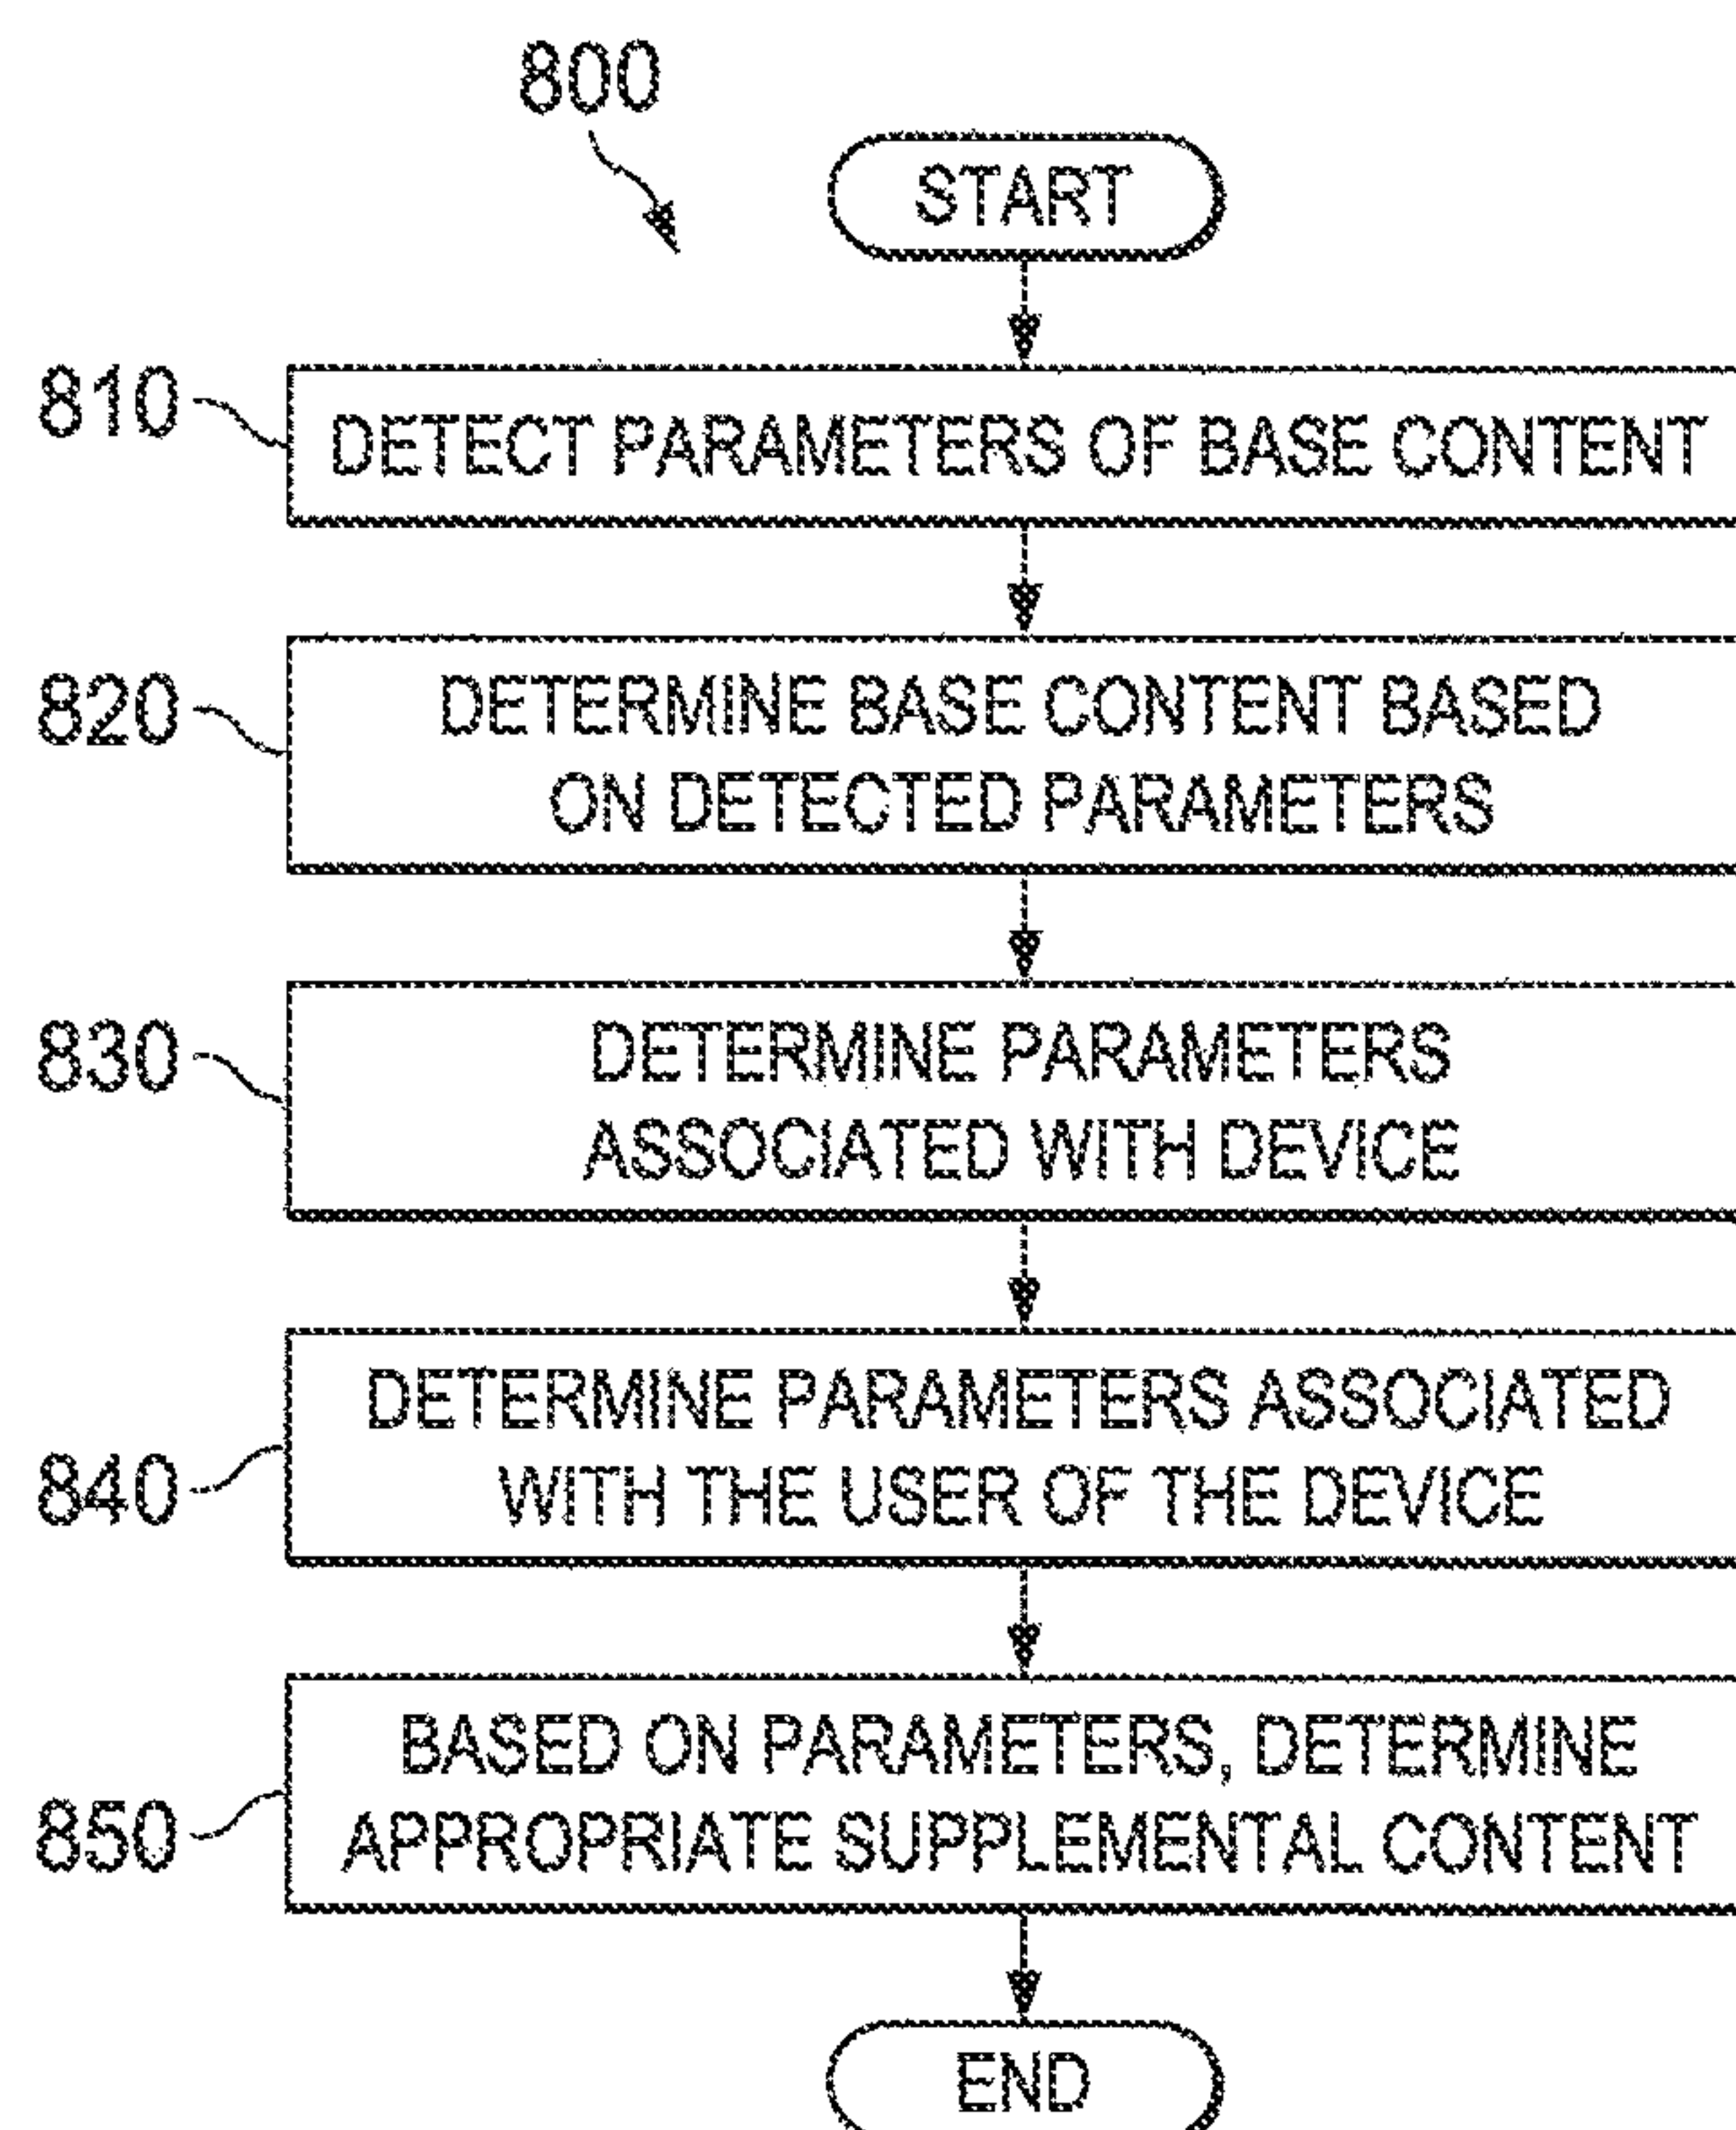 800
START
810
DETECT PARAMETERS OF BASE CONTENT
820
DETERMINE BASE CONTENT BASED
ON DETECTED PARAMETERS
830
DETERMINE PARAMETERS
ASSOCIATED WITH DEVICE
840
DETERMINE PARAMETERS ASSOCIATED
WITH THE USER OF THE DEVICE
850
BASED ON PARAMETERS, DETERMINE
APPROPRIATE SUPPLEMENTAL CONTENT
END